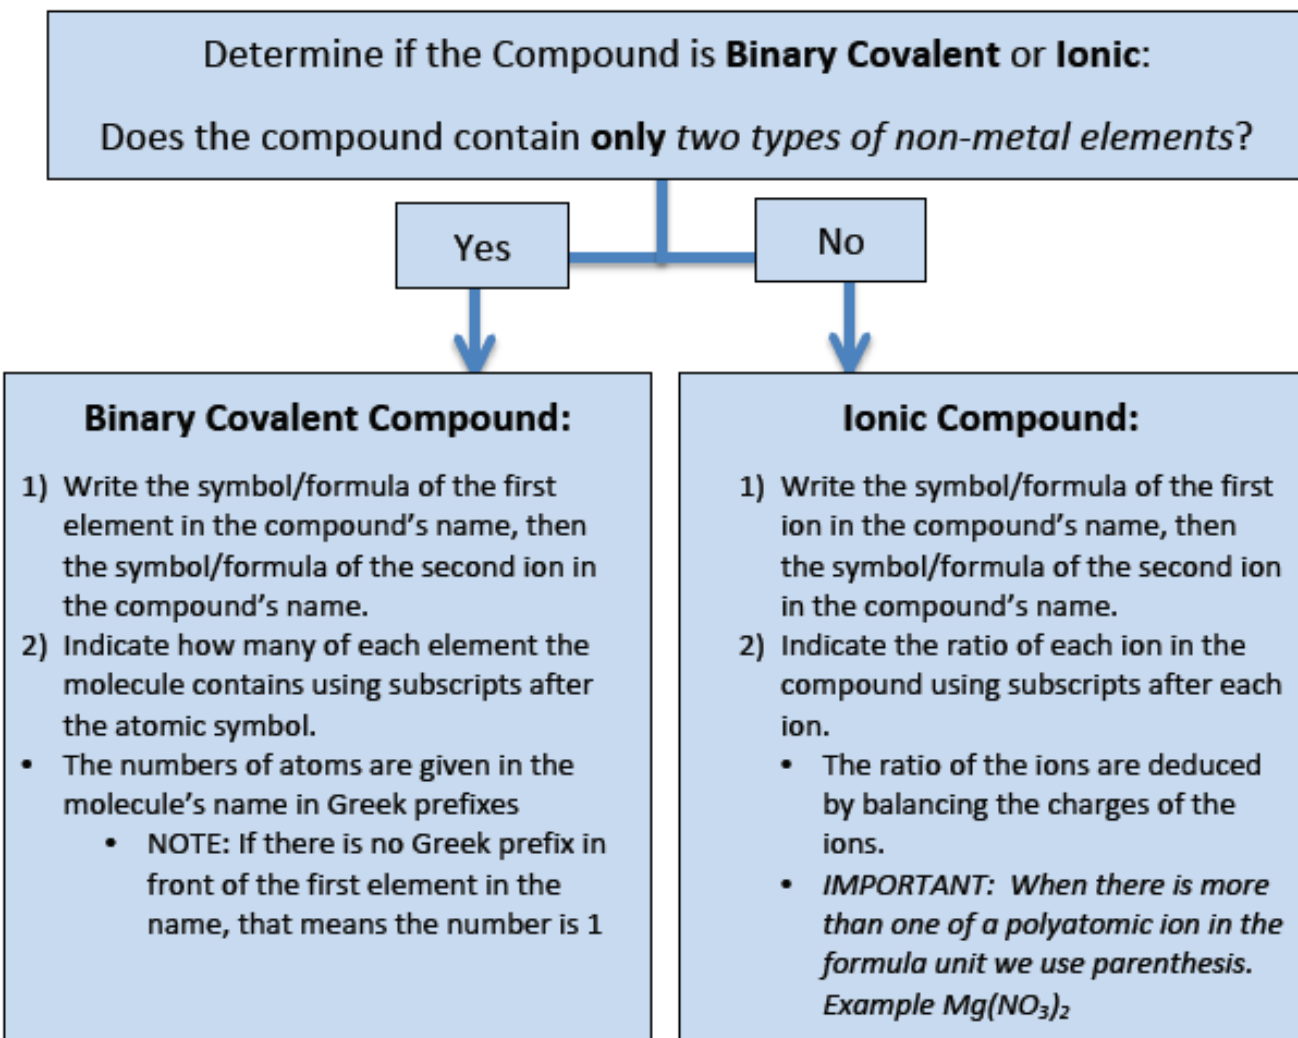 Determine if the Compound is Binary Covalent or Ionic:
Does the compound contain only two types of non-metal elements?
Yes
No
Binary Covalent Compound:
1) Write the symbol/formula of the first
element in the compound's name, then
the symbol/formula of the second ion in
the compound's name.
2) Indicate how many of each element the
molecule contains using subscripts after
the atomic symbol.
• The numbers of atoms are given in the
molecule's name in Greek prefixes
• NOTE: If there is no Greek prefix in
front of the first element in the
name, that means the number is 1
Ionic Compound:
1) Write the symbol/formula of the first
ion in the compound's name, then
the symbol/formula of the second ion
in the compound's name.
2) Indicate the ratio of each ion in the
compound using subscripts after each
ion.
• The ratio of the ions are deduced
by balancing the charges of the
ions.
• IMPORTANT: When there is more
than one of a polyatomic ion in the
formula unit we use parenthesis.
Example Mg(NO₃)₂